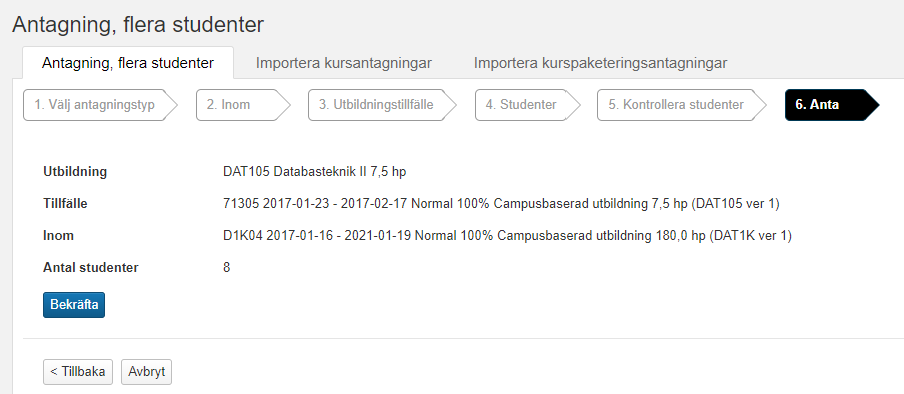 Antagning, flera studenter
Antagning, flera studenter Importera kursantagningar Importera kurspaketeringsantagningar
1. Välj antagningstyp 2. Inom 3. Utbildningstillfälle 4. Studenter 5. Kontrollera studenter 6. Anta
Utbildning DAT105 Databasteknik II 7,5 hp
Tillfälle 71305 2017-01-23 - 2017-02-17 Normal 100% Campusbaserad utbildning 7,5 hp (DAT105 ver 1)
Inom D1K04 2017-01-16 - 2021-01-19 Normal 100% Campusbaserad utbildning 180,0 hp (DAT1K ver 1)
Antal studenter 8
Bekräfta
< Tillbaka Avbryt